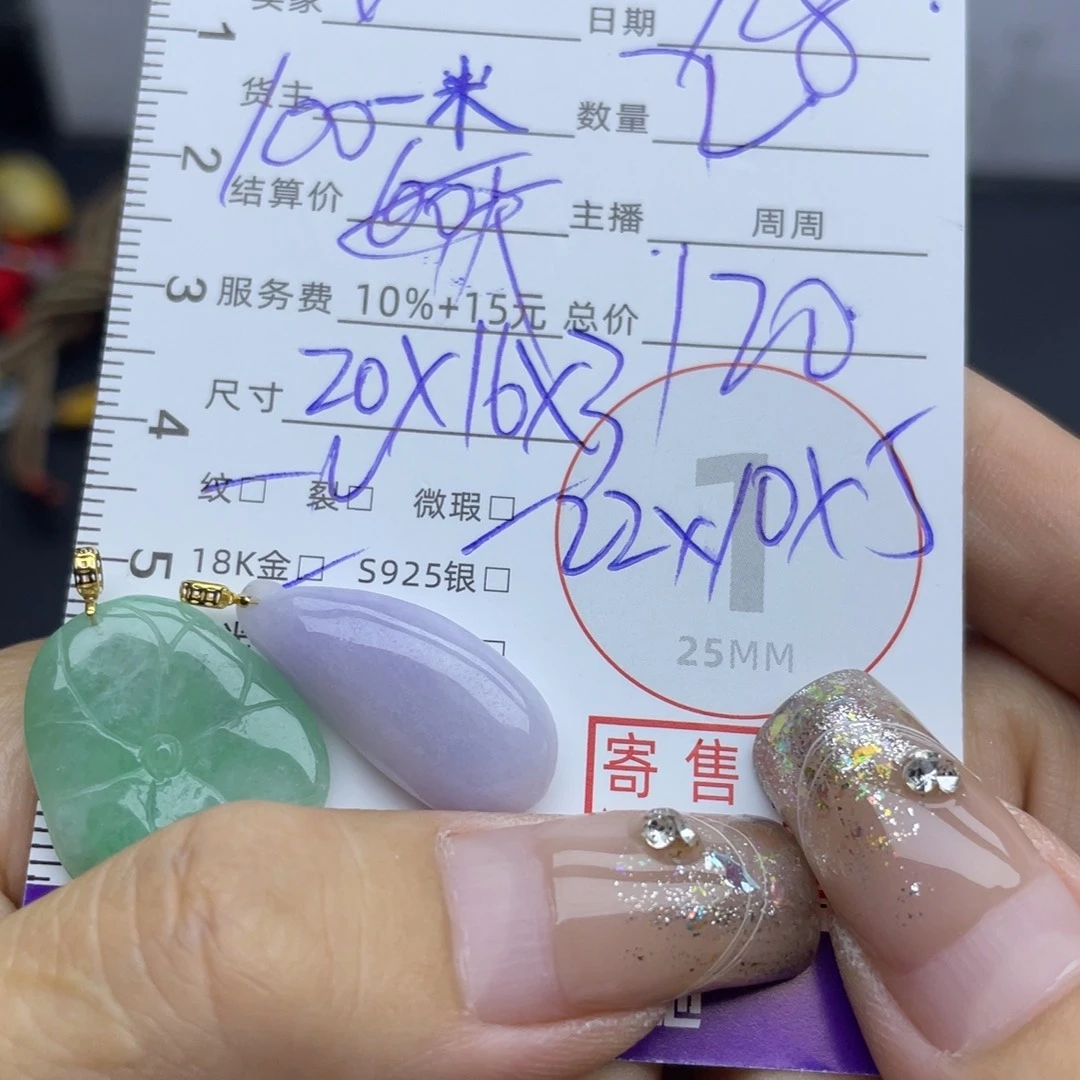 卖家 日期
货主 数量
100一米
结算价 主播 周周
服务费 10%+15元 总价 170
尺寸 20X16X3
22x10X5
纹□ 裂□ 微瑕□
18K金□ S925银□
1
2
3
4
5
1
25MM
寄售